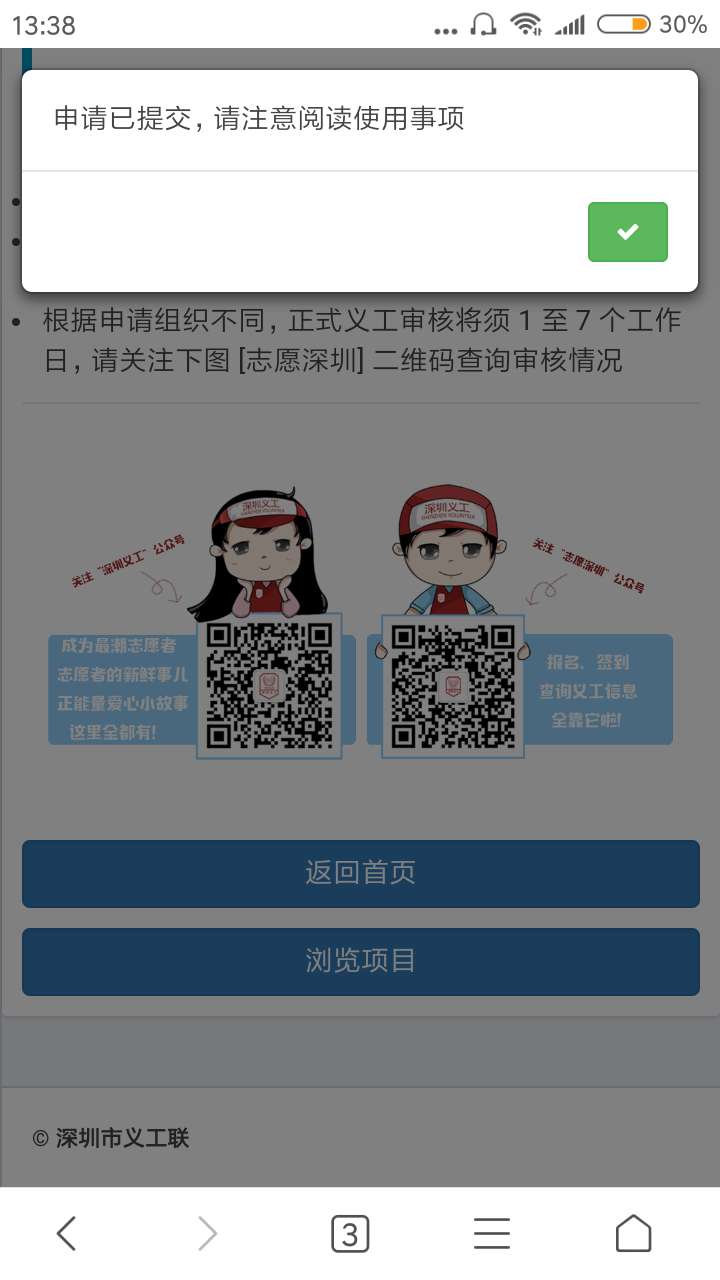 13:38
30%
申请已提交, 请注意阅读使用事项
根据申请组织不同, 正式义工审核将须 1 至 7 个工作
日, 请关注下图 [志愿深圳] 二维码查询审核情况
深圳义工
SHENZHEN VOLUNTEER
深圳义工
SHENZHEN VOLUNTEER
关注“深圳义工”公众号
关注“志愿深圳”公众号
成为最潮志愿者
志愿者的新鲜事儿
正能量爱心小故事
这里全都有!
报名、签到
查询义工信息
全靠它啦!
返回首页
浏览项目
© 深圳市义工联
3